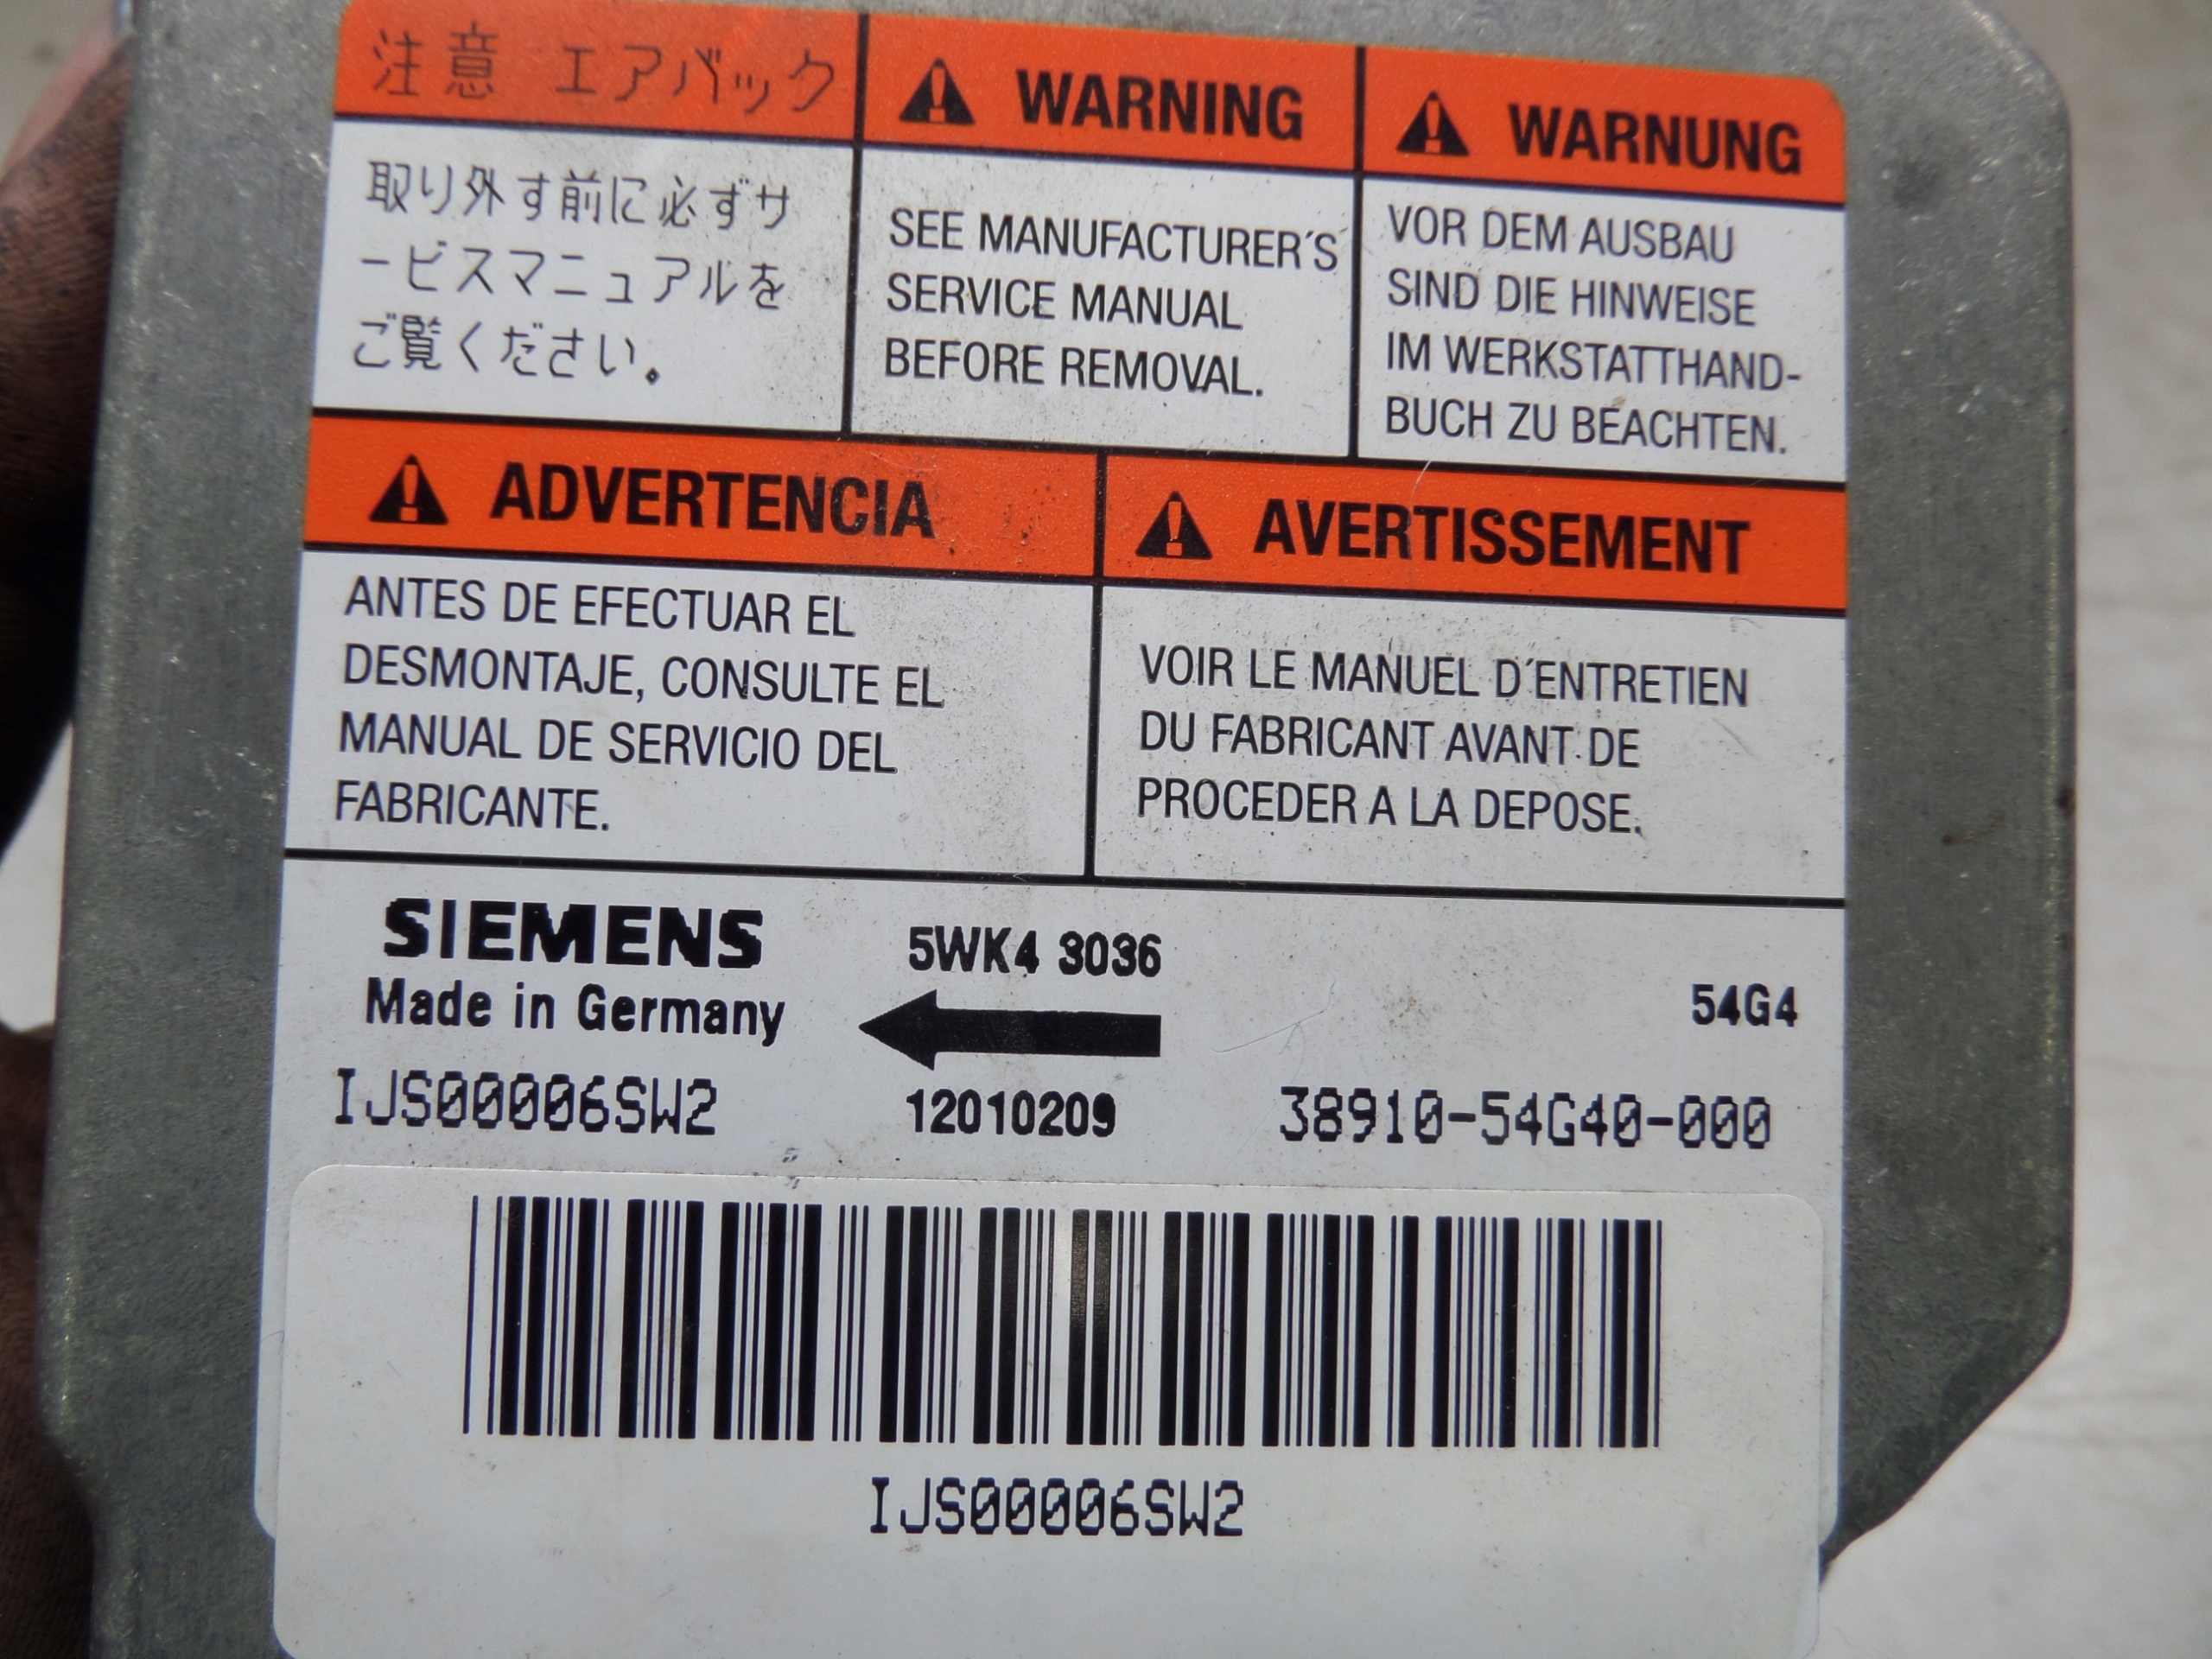 注意 エアバック
取り外す前に必ずサ
ービスマニュアルを
ご覧ください。
WARNING
SEE MANUFACTURER´S
SERVICE MANUAL
BEFORE REMOVAL.
WARNUNG
VOR DEM AUSBAU
SIND DIE HINWEISE
IM WERKSTATTHAND-
BUCH ZU BEACHTEN.
ADVERTENCIA
ANTES DE EFECTUAR EL
DESMONTAJE, CONSULTE EL
MANUAL DE SERVICIO DEL
FABRICANTE.
AVERTISSEMENT
VOIR LE MANUEL D´ENTRETIEN
DU FABRICANT AVANT DE
PROCEDER A LA DEPOSE.
SIEMENS
Made in Germany
IJS00006SW2
5WK4 3036
12010209
54G4
38910-54G40-000
IJS00006SW2